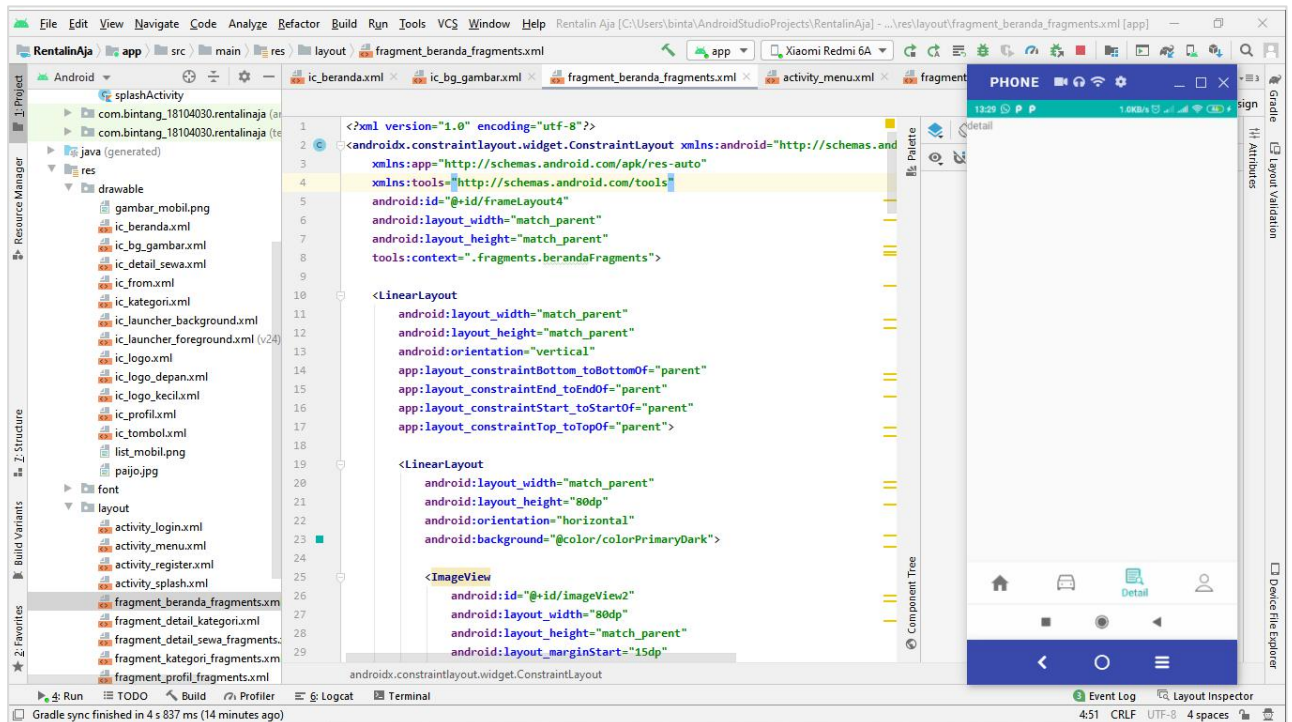 File Edit View Navigate Code Analyze Refactor Build Run Tools VCS Window Help Rentalin Aja [C:\Users\binta\AndroidStudioProjects\RentalinAja] - ...\res\layout\fragment_beranda_fragments.xml [app]
RentalinAja app src main res layout fragment_beranda_fragments.xml app Xiaomi Redmi 6A
Android
ic_beranda.xml ic_bg_gambar.xml fragment_beranda_fragments.xml activity_menu.xml fragment
splashActivity
com.bintang_18104030.rentalinaja (ar
com.bintang_18104030.rentalinaja (te
java (generated)
res
drawable
gambar_mobil.png
ic_beranda.xml
ic_bg_gambar.xml
ic_detail_sewa.xml
ic_from.xml
ic_kategori.xml
ic_launcher_background.xml
ic_launcher_foreground.xml (v24)
ic_logo.xml
ic_logo_depan.xml
ic_logo_kecil.xml
ic_profil.xml
ic_tombol.xml
list_mobil.png
paijo.jpg
font
layout
activity_login.xml
activity_menu.xml
activity_register.xml
activity_splash.xml
fragment_beranda_fragments.xm
fragment_detail_kategori.xml
fragment_detail_sewa_fragments.
fragment_kategori_fragments.xm
fragment_profil_fragments.xml
1: Project
Resource Manager
7: Structure
Build Variants
2: Favorites
1 <?xml version="1.0" encoding="utf-8"?>
2 <androidx.constraintlayout.widget.ConstraintLayout xmlns:android="http://schemas.and
3 xmlns:app="http://schemas.android.com/apk/res-auto"
4 xmlns:tools="http://schemas.android.com/tools"
5 android:id="@+id/frameLayout4"
6 android:layout_width="match_parent"
7 android:layout_height="match_parent"
8 tools:context=".fragments.berandaFragments">
9
10 <LinearLayout
11 android:layout_width="match_parent"
12 android:layout_height="match_parent"
13 android:orientation="vertical"
14 app:layout_constraintBottom_toBottomOf="parent"
15 app:layout_constraintEnd_toEndOf="parent"
16 app:layout_constraintStart_toStartOf="parent"
17 app:layout_constraintTop_toTopOf="parent">
18
19 <LinearLayout
20 android:layout_width="match_parent"
21 android:layout_height="80dp"
22 android:orientation="horizontal"
23 android:background="@color/colorPrimaryDark">
24
25 <ImageView
26 android:id="@+id/imageView2"
27 android:layout_width="80dp"
28 android:layout_height="match_parent"
29 android:layout_marginStart="15dp"
androidx.constraintlayout.widget.ConstraintLayout
Palette
Component Tree
PHONE
13:29 P P 1.0KB/s
detail
Detail
sign
Gradle
Attributes
Layout Validation
Device File Explorer
4: Run TODO Build Profiler 6: Logcat Terminal Event Log Layout Inspector
Gradle sync finished in 4 s 837 ms (14 minutes ago) 4:51 CRLF UTF-8 4 spaces